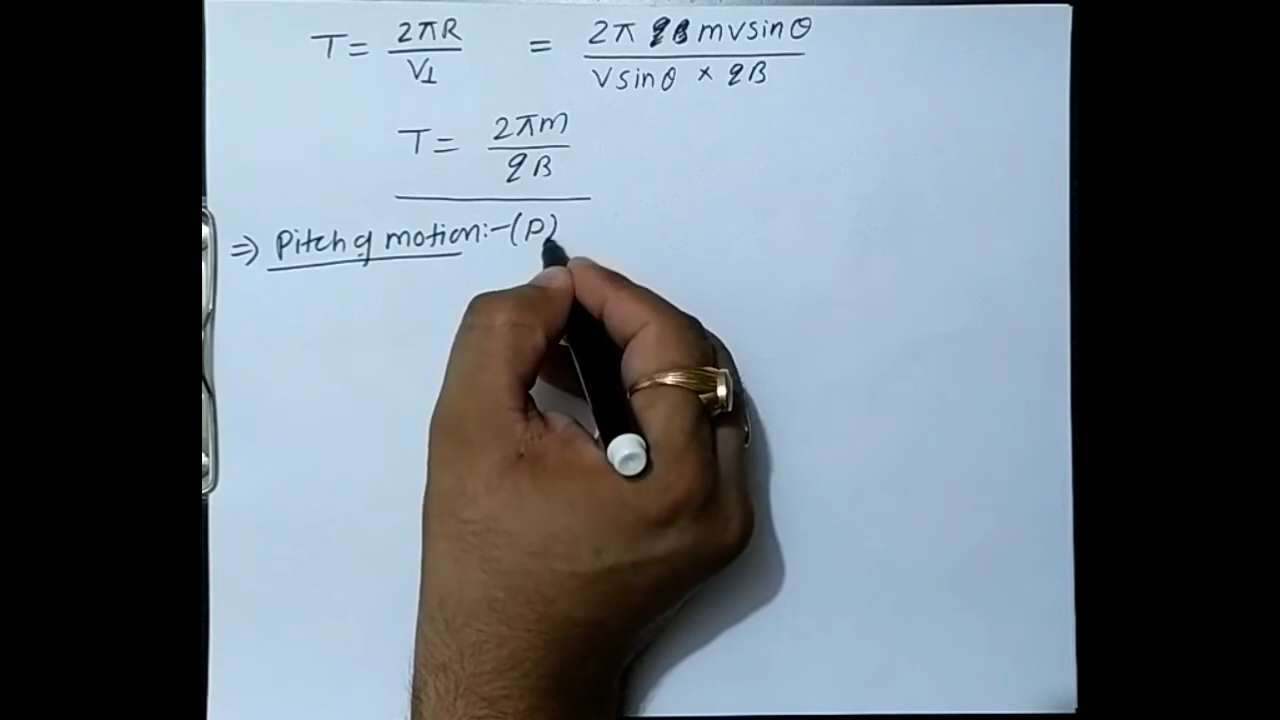 T = 2πR / V⊥ = 2π qB mvsinθ / vsinθ × qB
T = 2πm / qB
⇒ Pitch of motion:-(P)